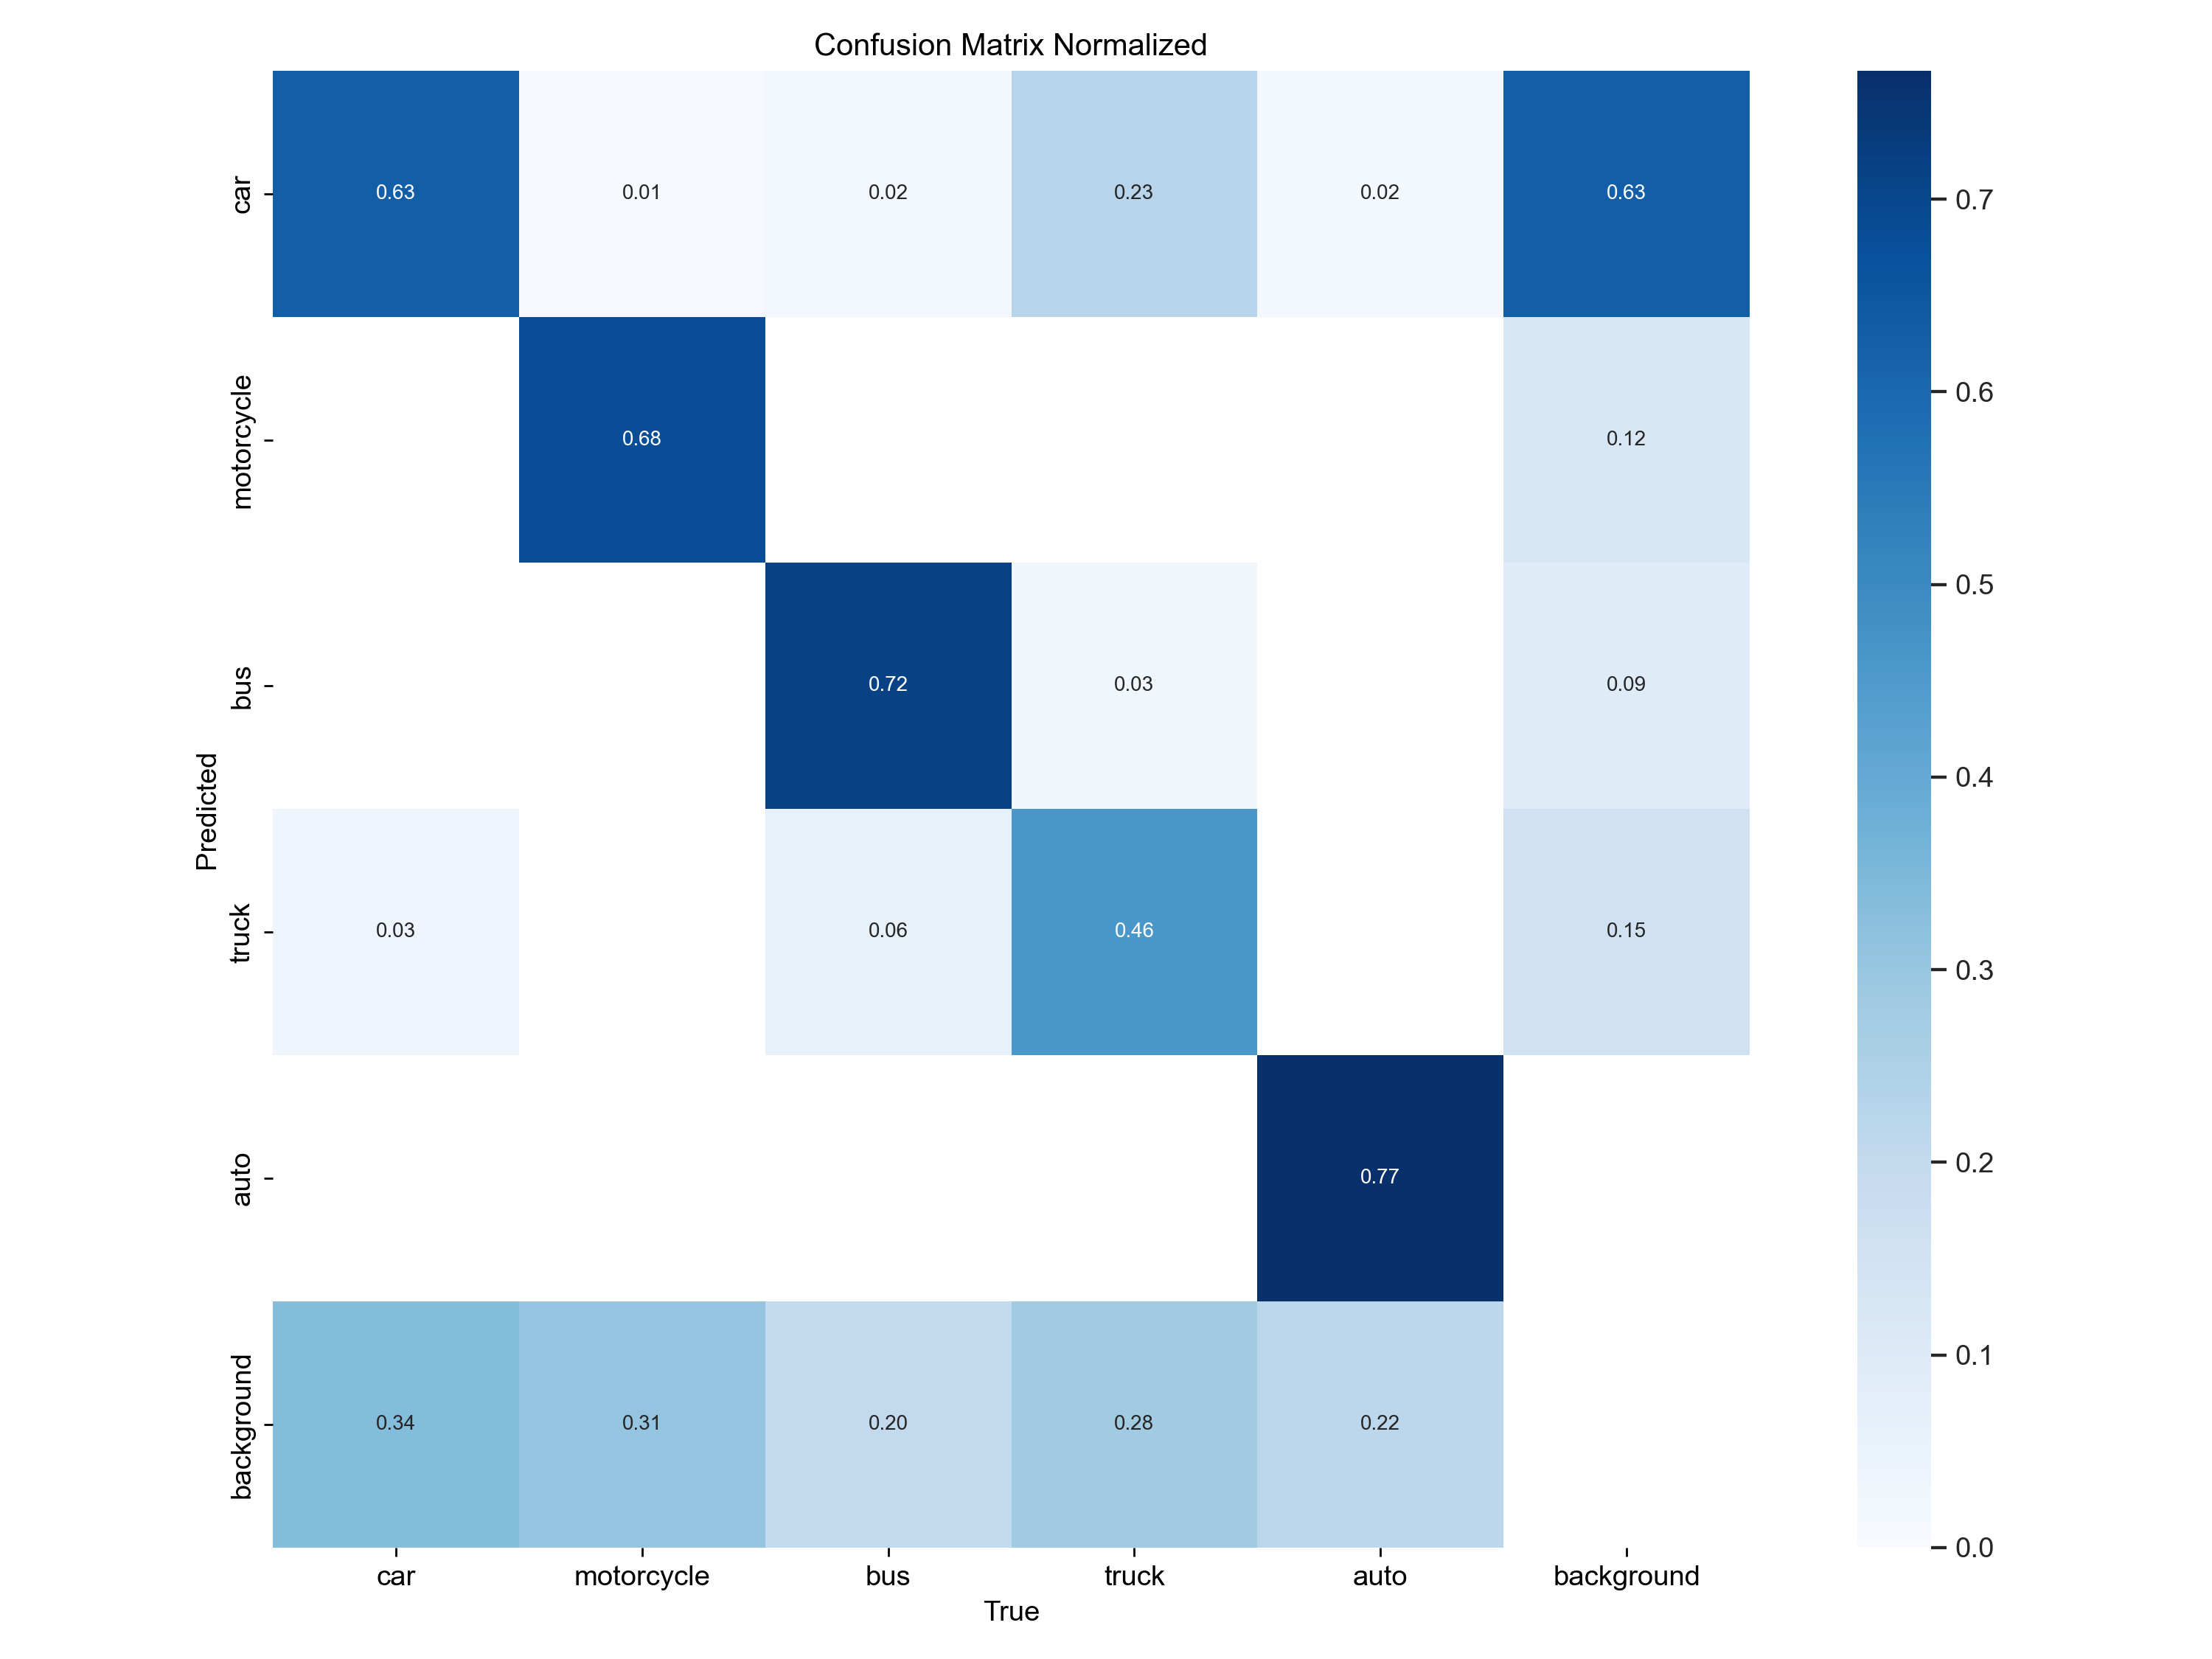 Confusion Matrix Normalized
car
0.63
0.01
0.02
0.23
0.02
0.63
motorcycle
0.68
0.12
bus
0.72
0.03
0.09
Predicted
truck
0.03
0.06
0.46
0.15
auto
0.77
background
0.34
0.31
0.20
0.28
0.22
car
motorcycle
bus
truck
auto
background
True
0.7
0.6
0.5
0.4
0.3
0.2
0.1
0.0